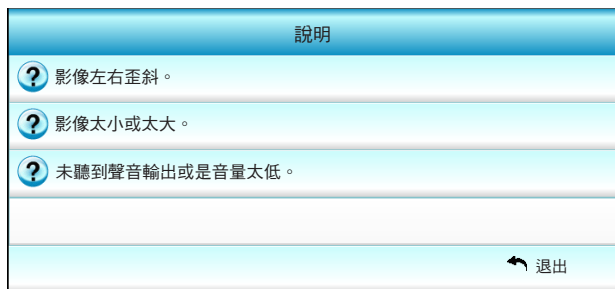 說明
影像左右歪斜。
影像太小或太大。
未聽到聲音輸出或是音量太低。
退出